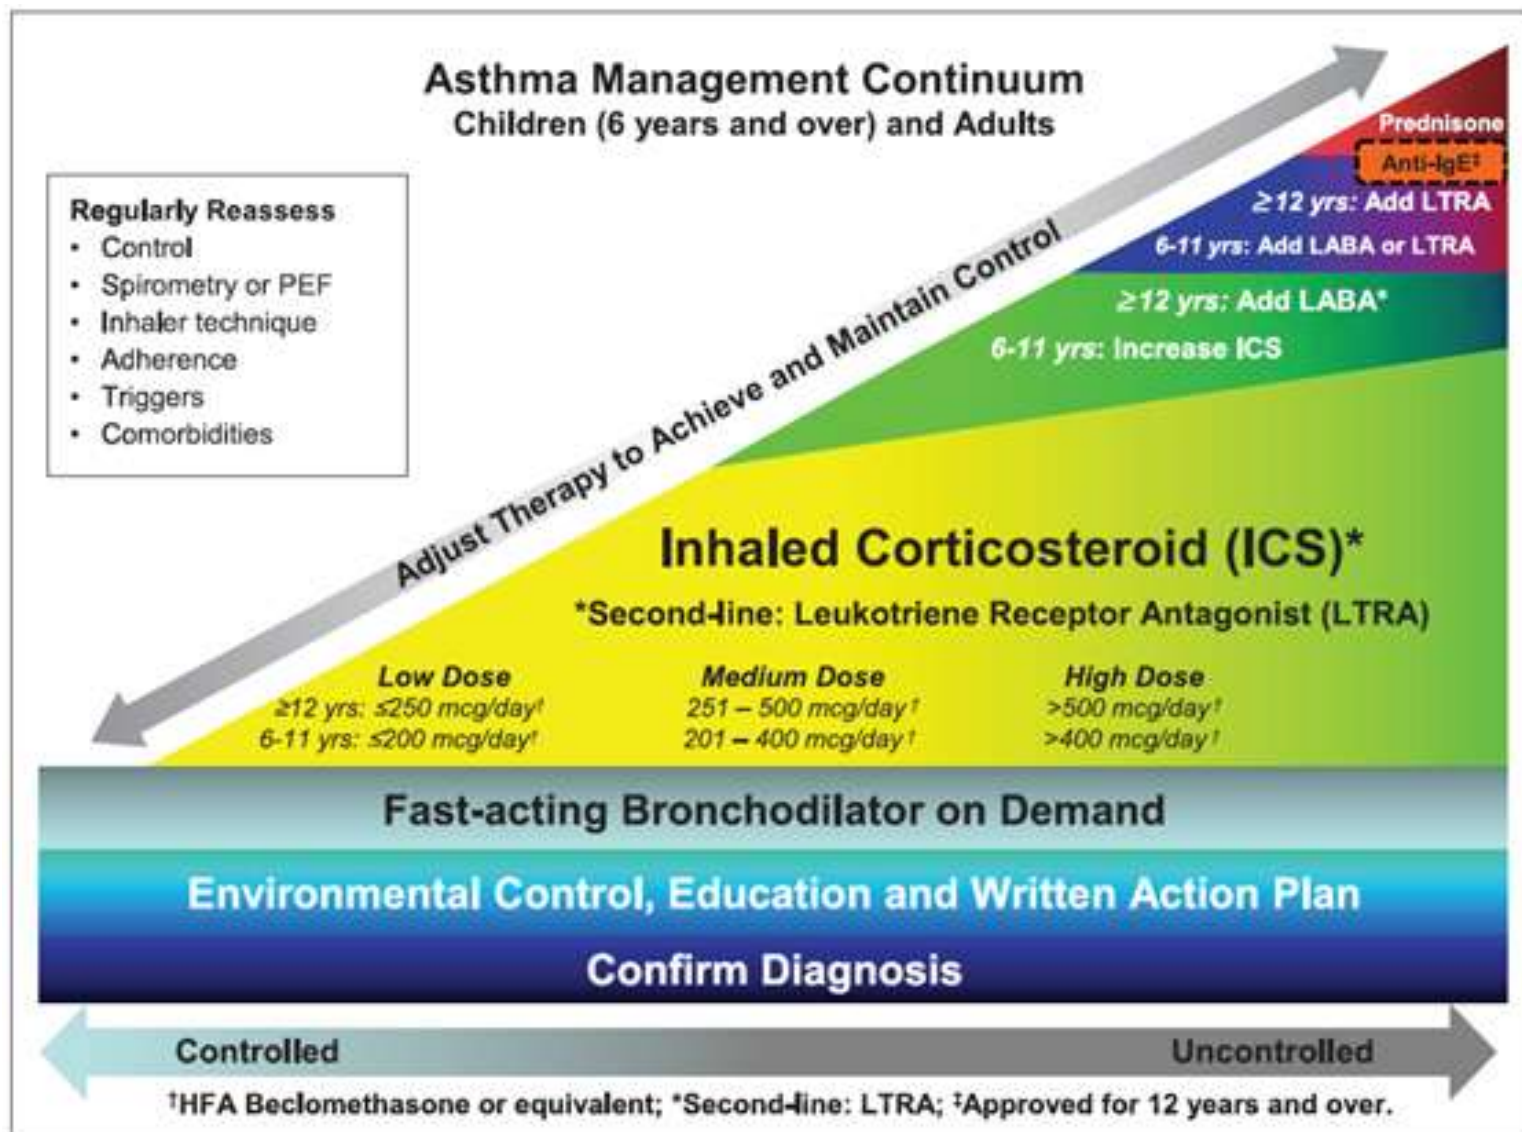 Asthma Management Continuum
Children (6 years and over) and Adults
Regularly Reassess
• Control
• Spirometry or PEF
• Inhaler technique
• Adherence
• Triggers
• Comorbidities
Adjust Therapy to Achieve and Maintain Control
Prednisone
Anti-IgE‡
≥12 yrs: Add LTRA
6-11 yrs: Add LABA or LTRA
≥12 yrs: Add LABA*
6-11 yrs: Increase ICS
Inhaled Corticosteroid (ICS)*
*Second-line: Leukotriene Receptor Antagonist (LTRA)
Low Dose Medium Dose High Dose
≥12 yrs: ≤250 mcg/day† 251 – 500 mcg/day† >500 mcg/day†
6-11 yrs: ≤200 mcg/day† 201 – 400 mcg/day† >400 mcg/day†
Fast-acting Bronchodilator on Demand
Environmental Control, Education and Written Action Plan
Confirm Diagnosis
Controlled Uncontrolled
†HFA Beclomethasone or equivalent; *Second-line: LTRA; ‡Approved for 12 years and over.